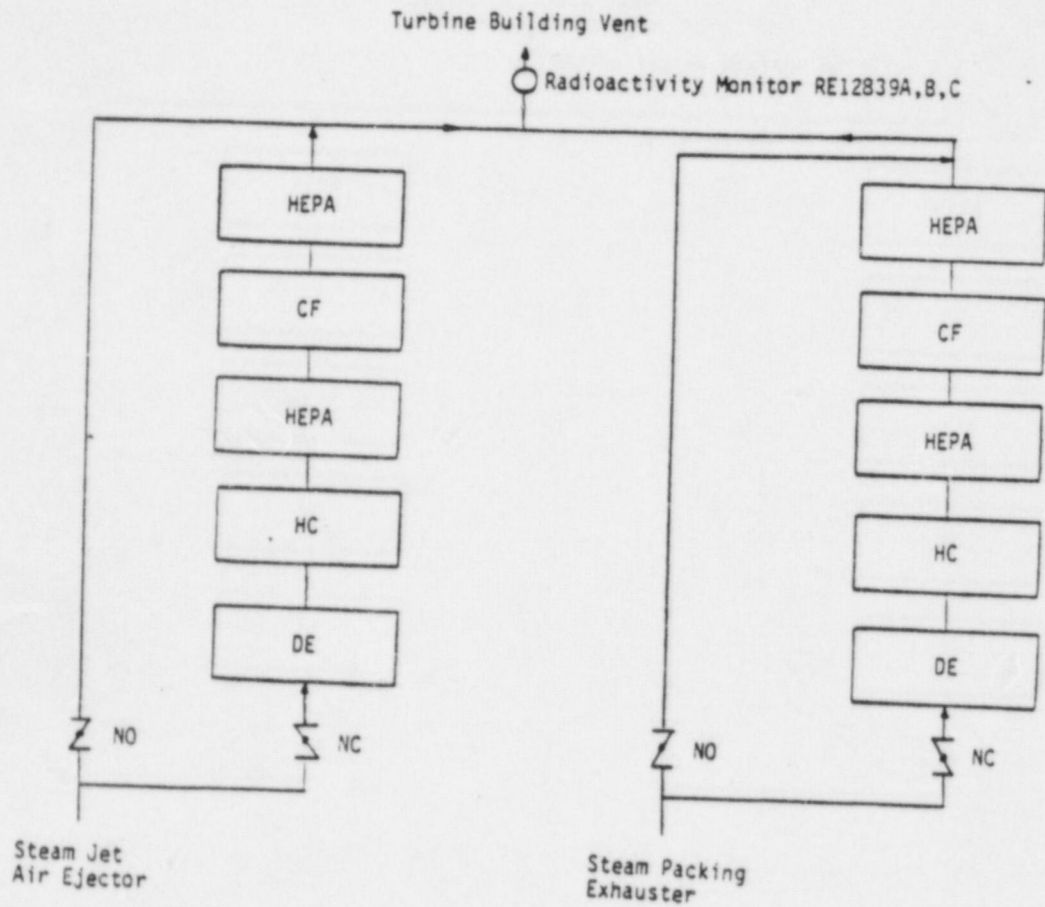 Turbine Building Vent
Radioactivity Monitor RE12839A,B,C
HEPA
HEPA
CF
CF
HEPA
HEPA
HC
HC
DE
DE
NO
NC
NO
NC
Steam Jet
Air Ejector
Steam Packing
Exhauster